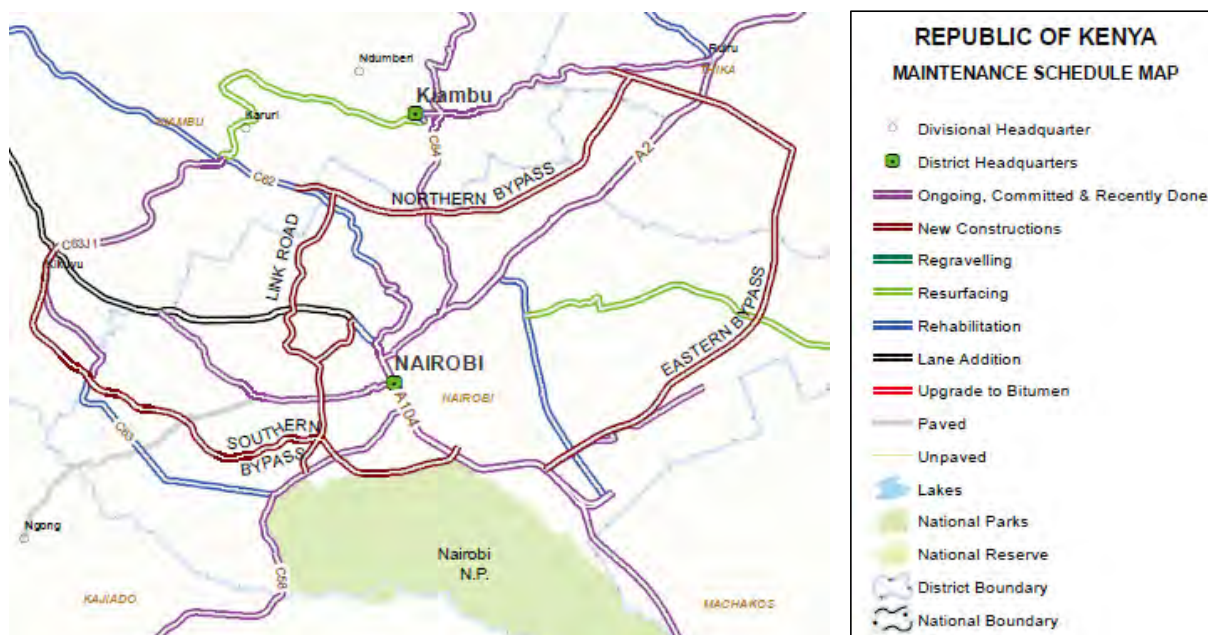 Ndumberi
Ruiru
THIKA
Kiambu
Karuri
KIAMBU
C64
A2
C62
NORTHERN BYPASS
LINK ROAD
C63J1
Kikuyu
EASTERN BYPASS
NAIROBI
NAIROBI
A104
SOUTHERN
BYPASS
C63
Ngong
Nairobi
N.P.
C58
KAJIADO
MACHAKOS
REPUBLIC OF KENYA
MAINTENANCE SCHEDULE MAP
Divisional Headquarter
District Headquarters
Ongoing, Committed & Recently Done
New Constructions
Regravelling
Resurfacing
Rehabilitation
Lane Addition
Upgrade to Bitumen
Paved
Unpaved
Lakes
National Parks
National Reserve
District Boundary
National Boundary